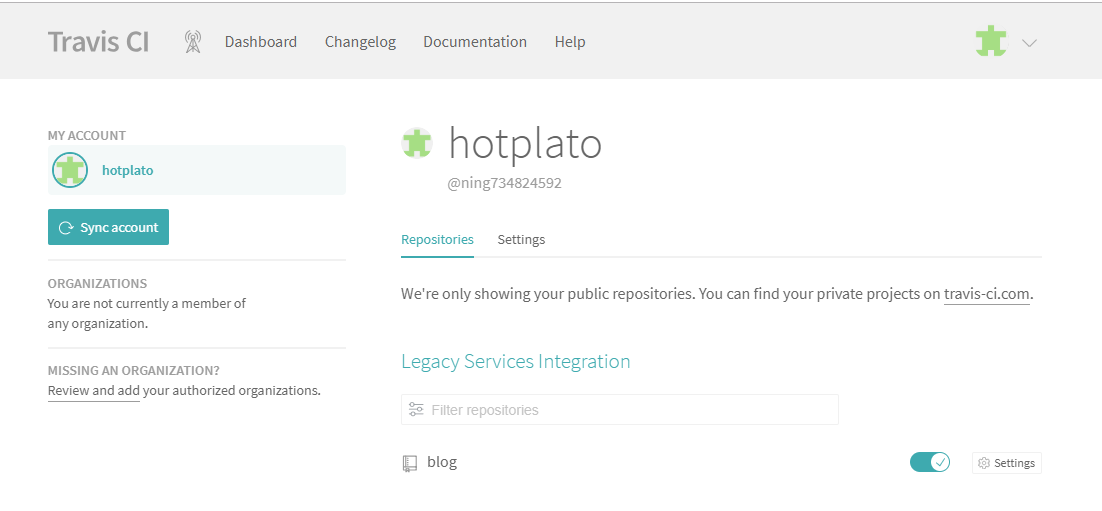 Travis CI Dashboard Changelog Documentation Help
MY ACCOUNT
hotplato
Sync account
ORGANIZATIONS
You are not currently a member of
any organization.
MISSING AN ORGANIZATION?
Review and add your authorized organizations.
hotplato
@ning734824592
Repositories Settings
We're only showing your public repositories. You can find your private projects on travis-ci.com.
Legacy Services Integration
Filter repositories
blog Settings